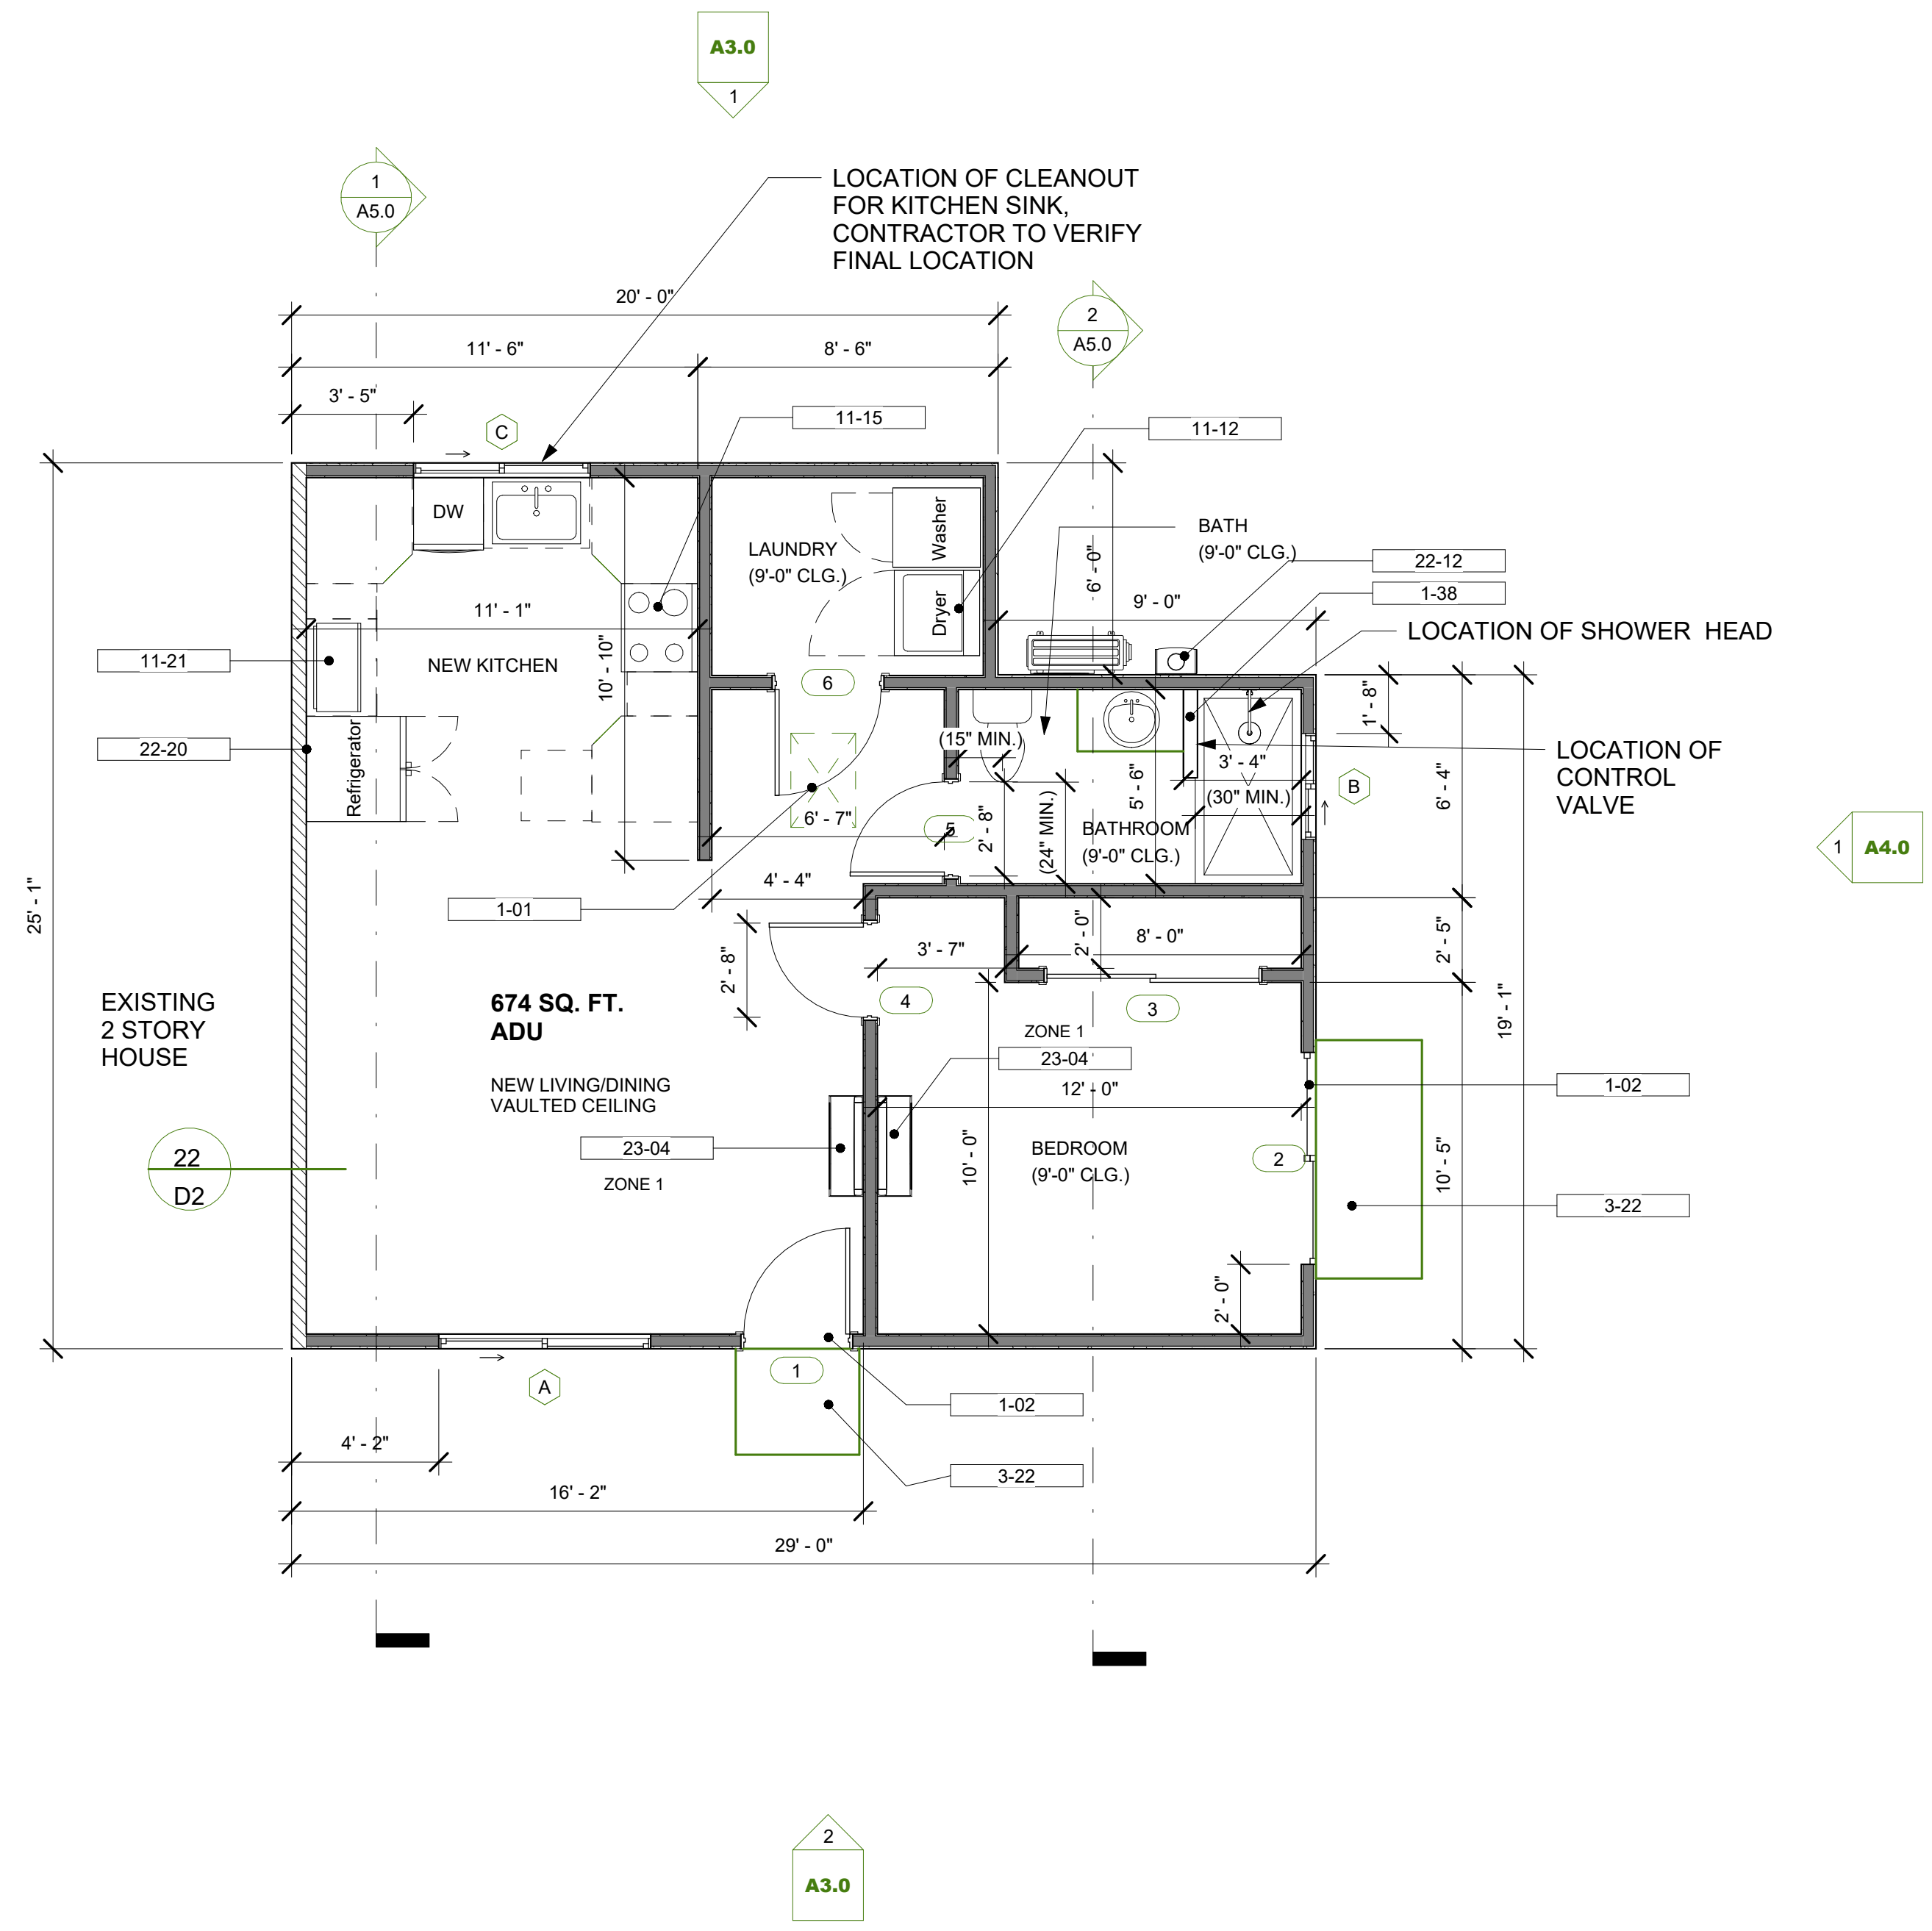 A3.0
1
1
A5.0
LOCATION OF CLEANOUT
FOR KITCHEN SINK,
CONTRACTOR TO VERIFY
FINAL LOCATION
20' - 0"
2
A5.0
11' - 6"
8' - 6"
3' - 5"
11-15
11-12
C
DW
Washer
LAUNDRY
(9'-0" CLG.)
BATH
(9'-0" CLG.)
6' - 0"
22-12
1-38
9' - 0"
11' - 1"
Dryer
LOCATION OF SHOWER HEAD
11-21
NEW KITCHEN
10' - 10"
6
1' - 8"
22-20
Refrigerator
(15" MIN.)
LOCATION OF
CONTROL
VALVE
3' - 4"
5' - 6"
(30" MIN.)
B
6' - 4"
6' - 7"
5
2' - 8"
(24" MIN.)
BATHROOM
(9'-0" CLG.)
1
A4.0
25' - 1"
4' - 4"
1-01
2' - 8"
3' - 7"
2' - 0"
8' - 0"
2' - 5"
EXISTING
2 STORY
HOUSE
674 SQ. FT.
ADU
4
3
19' - 1"
ZONE 1
23-04
NEW LIVING/DINING
VAULTED CEILING
12' - 0"
1-02
23-04
10' - 0"
BEDROOM
(9'-0" CLG.)
2
10' - 5"
22
D2
ZONE 1
3-22
2' - 0"
1
A
1-02
4' - 2"
3-22
16' - 2"
29' - 0"
2
A3.0